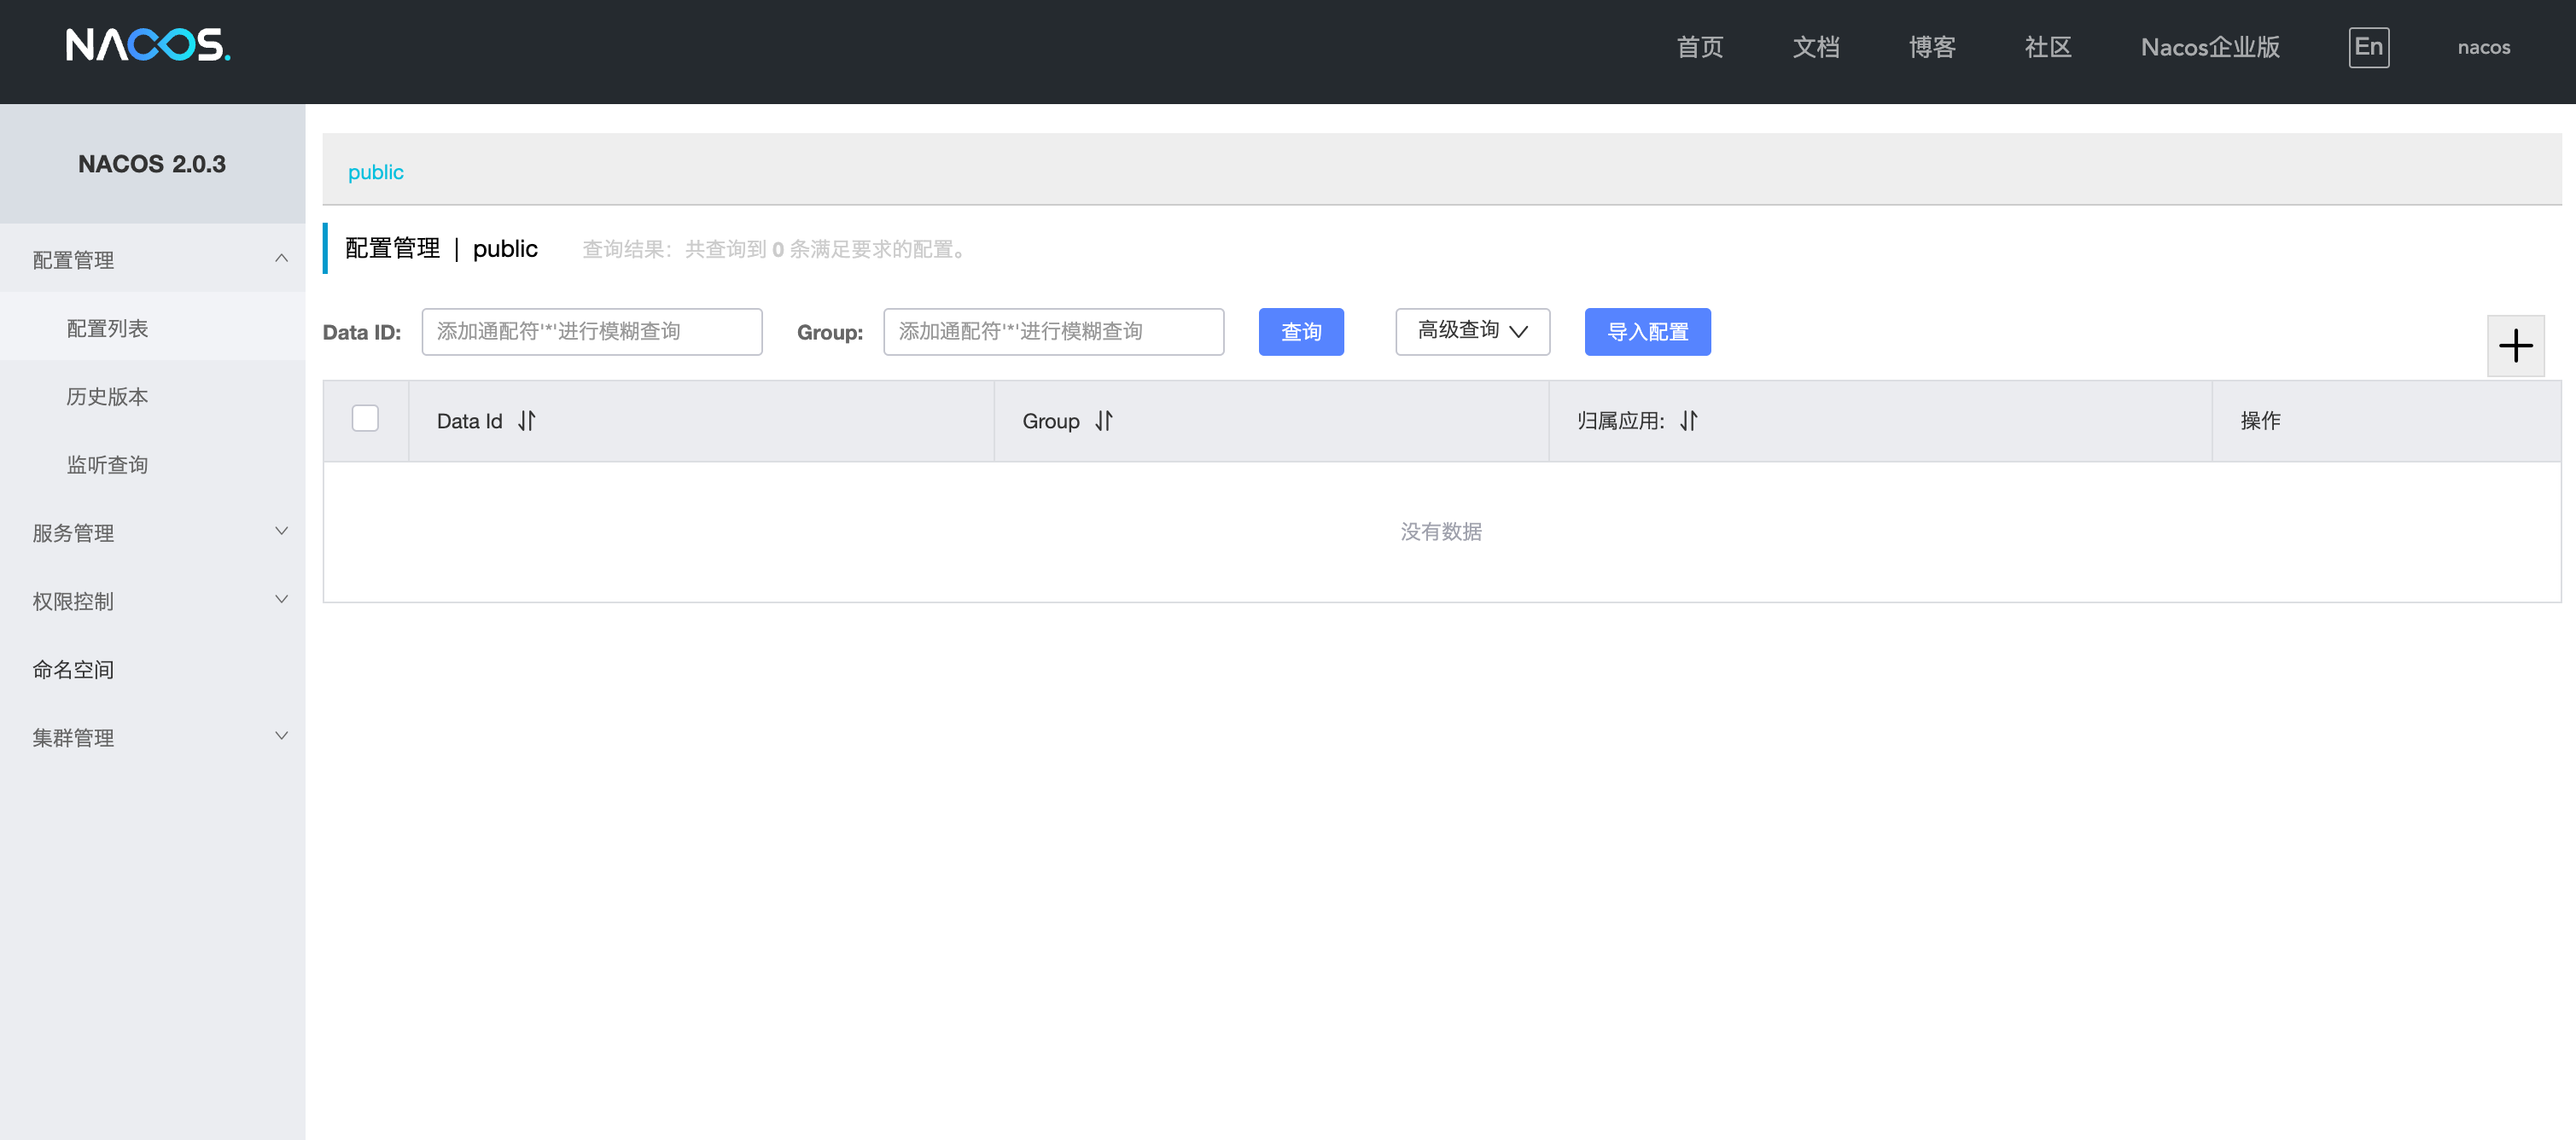 NACOS.
首页 文档 博客 社区 Nacos企业版 En nacos
NACOS 2.0.3
配置管理
配置列表
历史版本
监听查询
服务管理
权限控制
命名空间
集群管理
public
配置管理 | public 查询结果：共查询到 0 条满足要求的配置。
Data ID: 添加通配符'*'进行模糊查询 Group: 添加通配符'*'进行模糊查询 查询 高级查询 导入配置
Data Id Group 归属应用: 操作
没有数据